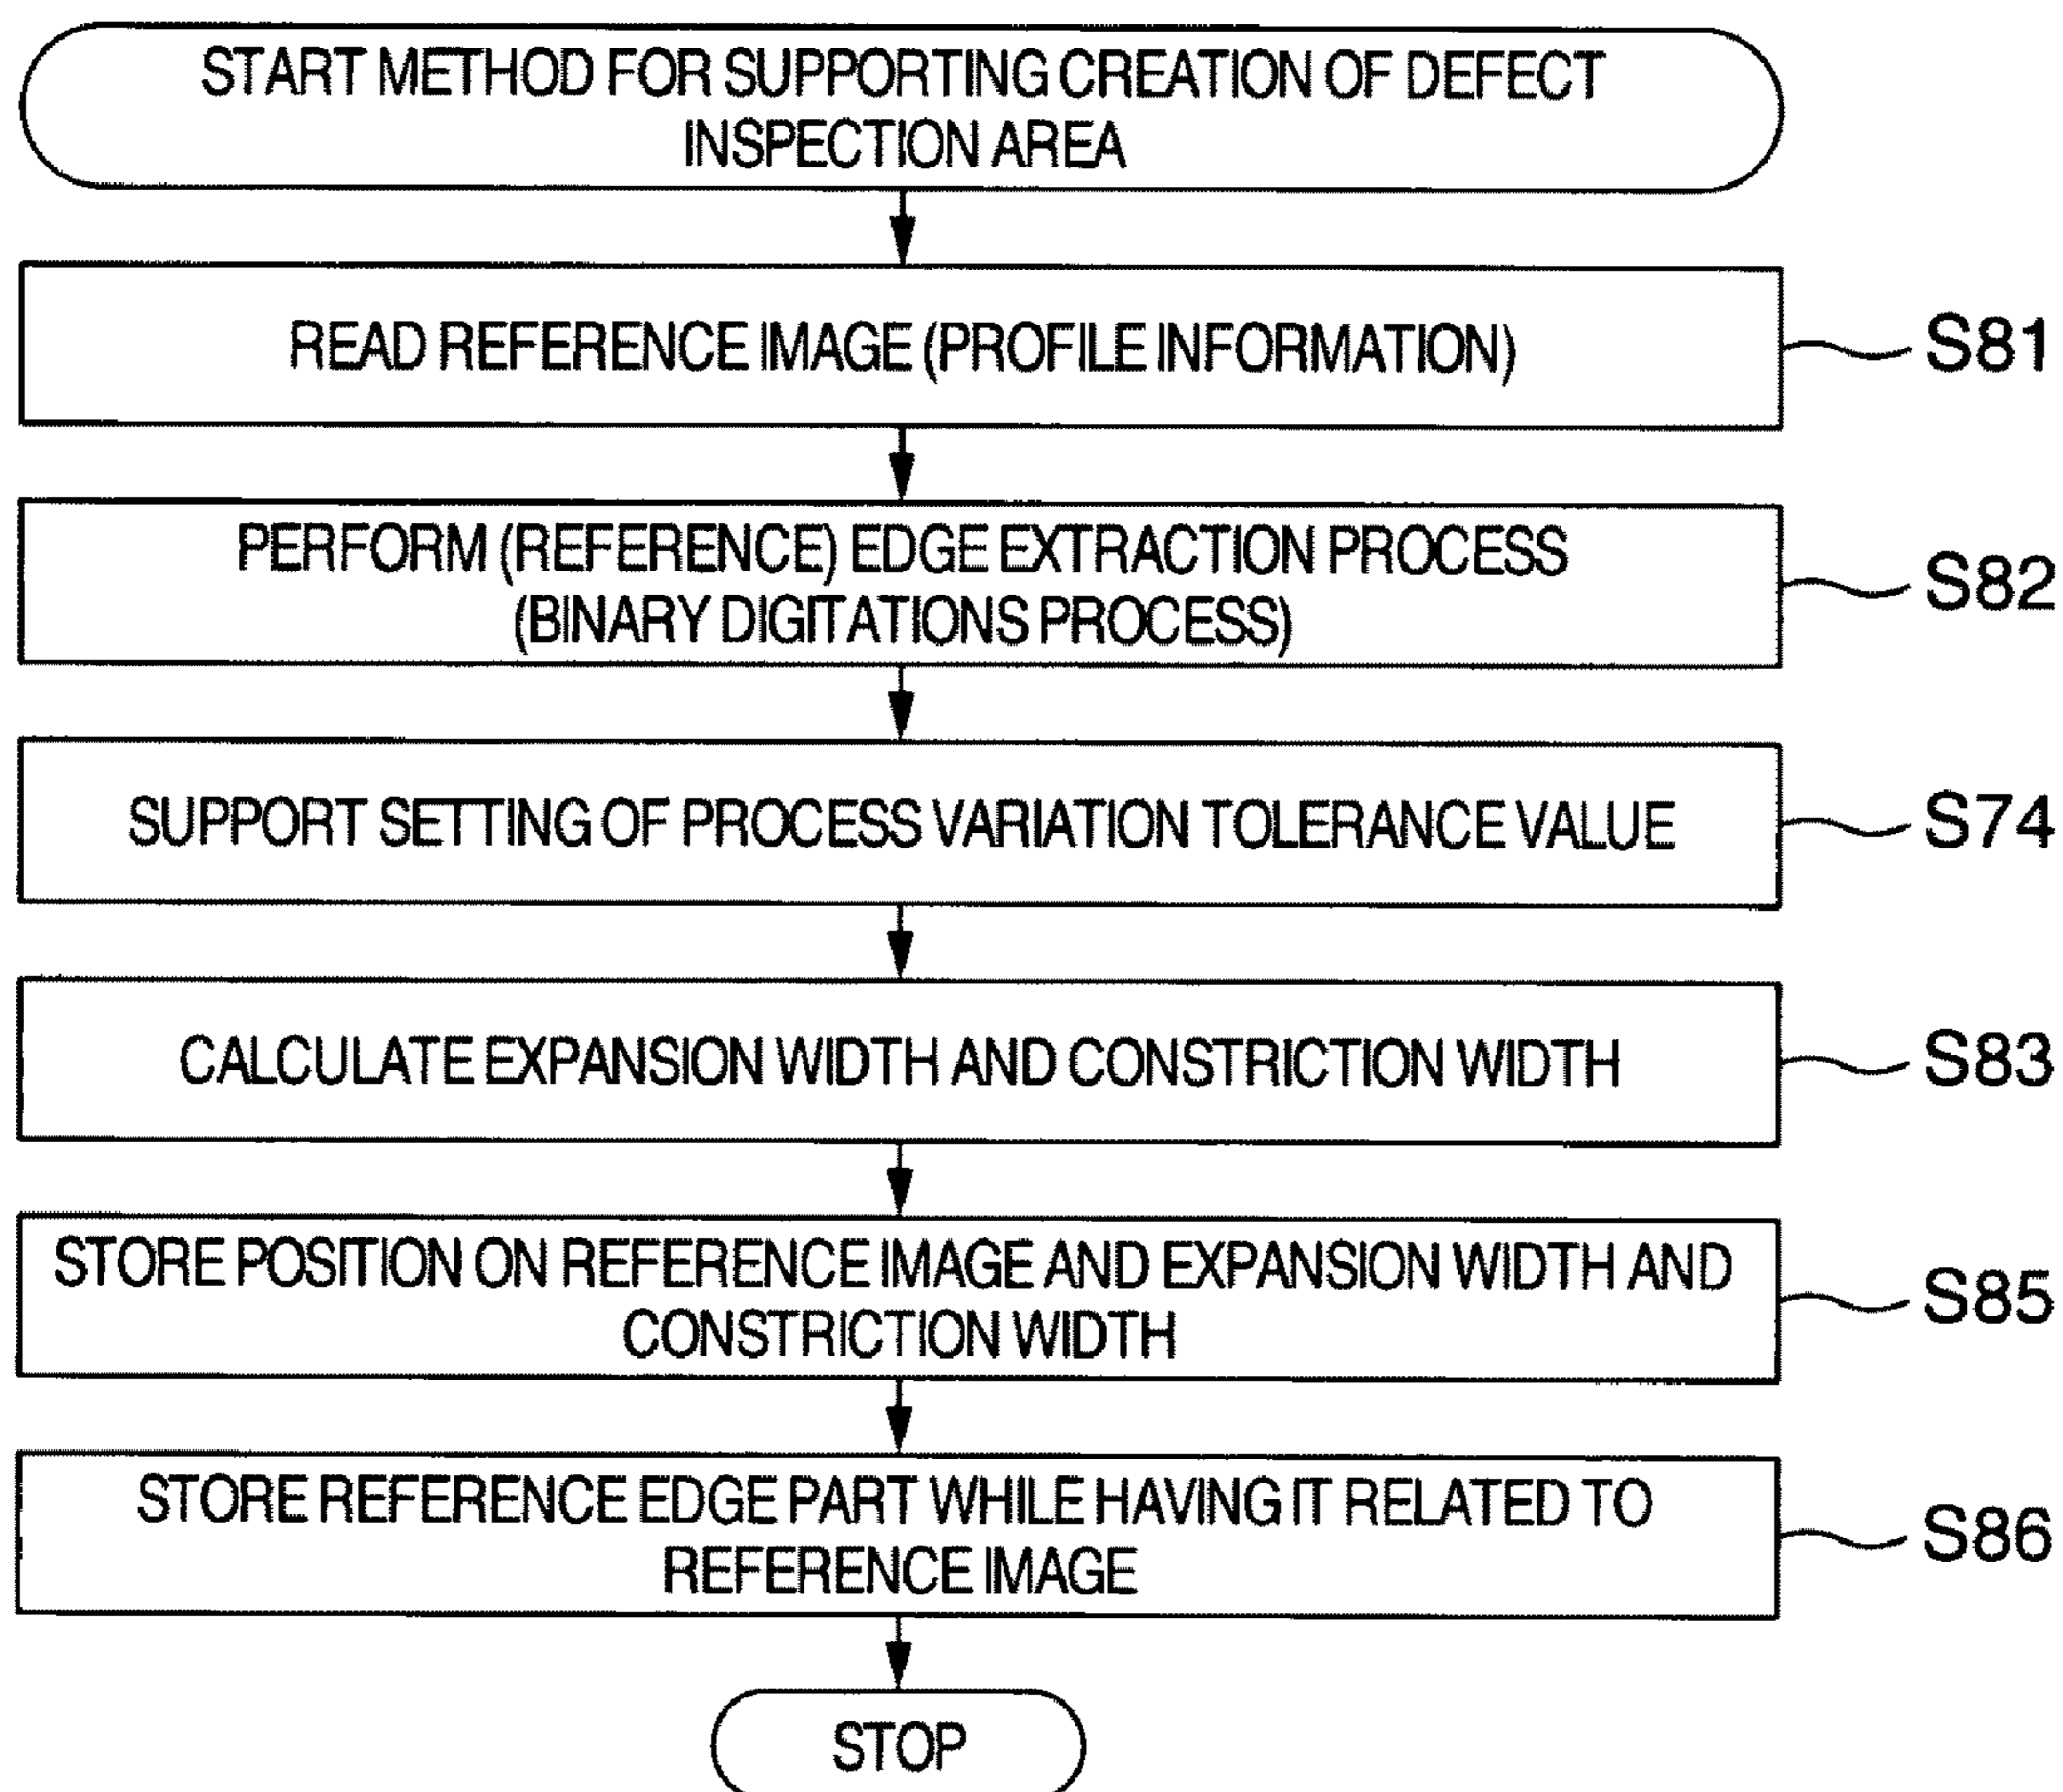 START METHOD FOR SUPPORTING CREATION OF DEFECT
INSPECTION AREA
READ REFERENCE IMAGE (PROFILE INFORMATION)
S81
PERFORM (REFERENCE) EDGE EXTRACTION PROCESS
(BINARY DIGITATIONS PROCESS)
S82
SUPPORT SETTING OF PROCESS VARIATION TOLERANCE VALUE
S74
CALCULATE EXPANSION WIDTH AND CONSTRICTION WIDTH
S83
STORE POSITION ON REFERENCE IMAGE AND EXPANSION WIDTH AND
CONSTRICTION WIDTH
S85
STORE REFERENCE EDGE PART WHILE HAVING IT RELATED TO
REFERENCE IMAGE
S86
STOP